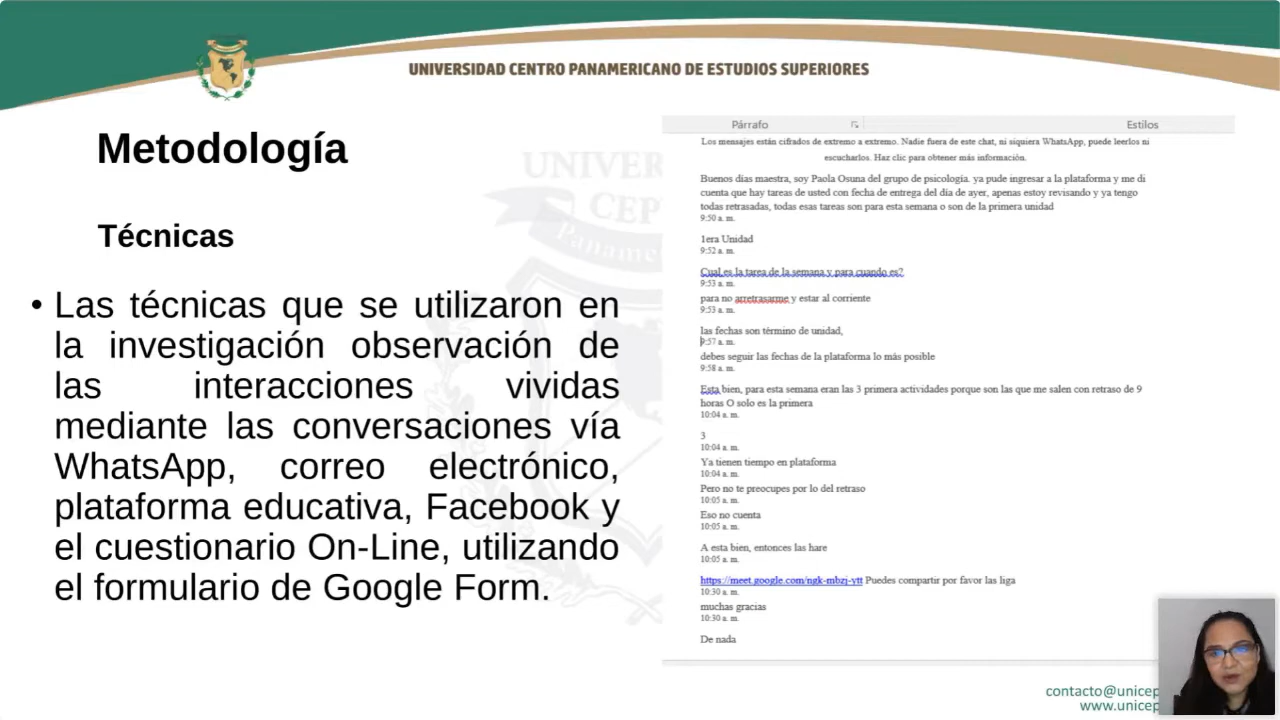 UNIVERSIDAD CENTRO PANAMERICANO DE ESTUDIOS SUPERIORES
Metodología
Técnicas
• Las técnicas que se utilizaron en
la investigación observación de
las interacciones vividas
mediante las conversaciones vía
WhatsApp, correo electrónico,
plataforma educativa, Facebook y
el cuestionario On-Line, utilizando
el formulario de Google Form.
UNIVER
CEP
Paname
Párrafo
Estilos
Los mensajes están cifrados de extremo a extremo. Nadie fuera de este chat, ni siquiera WhatsApp, puede leerlos ni
escucharlos. Haz clic para obtener más información.
Buenos días maestra, soy Paola Osuna del grupo de psicología. ya pude ingresar a la plataforma y me di
cuenta que hay tareas de usted con fecha de entrega del día de ayer, apenas estoy revisando y ya tengo
todas retrasadas, todas esas tareas son para esta semana o son de la primera unidad
9:50 a. m.
1era Unidad
9:52 a. m.
Cual es la tarea de la semana y para cuando es?
9:53 a. m.
para no arretrasarme y estar al corriente
9:53 a. m.
las fechas son término de unidad,
9:57 a. m.
debes seguir las fechas de la plataforma lo más posible
9:58 a. m.
Esta bien, para esta semana eran las 3 primera actividades porque son las que me salen con retraso de 9
horas O solo es la primera
10:04 a. m.
3
10:04 a. m.
Ya tienen tiempo en plataforma
10:04 a. m.
Pero no te preocupes por lo del retraso
10:05 a. m.
Eso no cuenta
10:05 a. m.
A esta bien, entonces las hare
10:05 a. m.
https://meet.google.com/ngk-mbzj-ytt Puedes compartir por favor las liga
10:30 a. m.
muchas gracias
10:30 a. m.
De nada
contacto@unicep
www.unicep